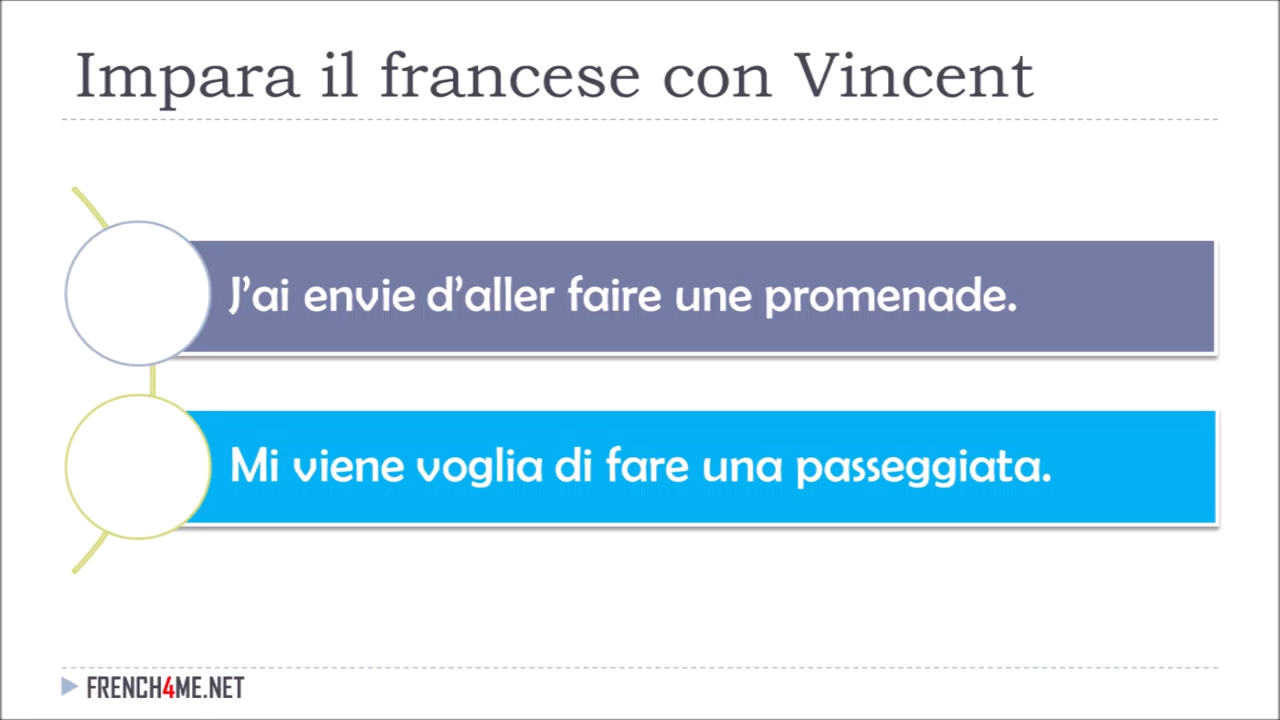 Impara il francese con Vincent
J’ai envie d’aller faire une promenade.
Mi viene voglia di fare una passeggiata.
FRENCH4ME.NET